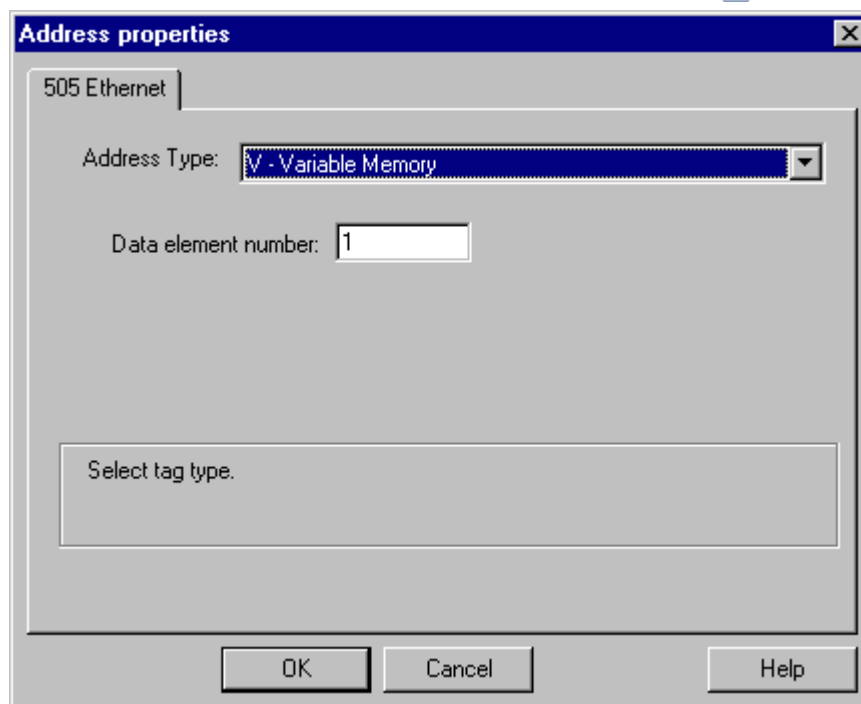 Address properties
505 Ethernet
Address Type: V - Variable Memory
Data element number: 1
Select tag type.
OK Cancel Help